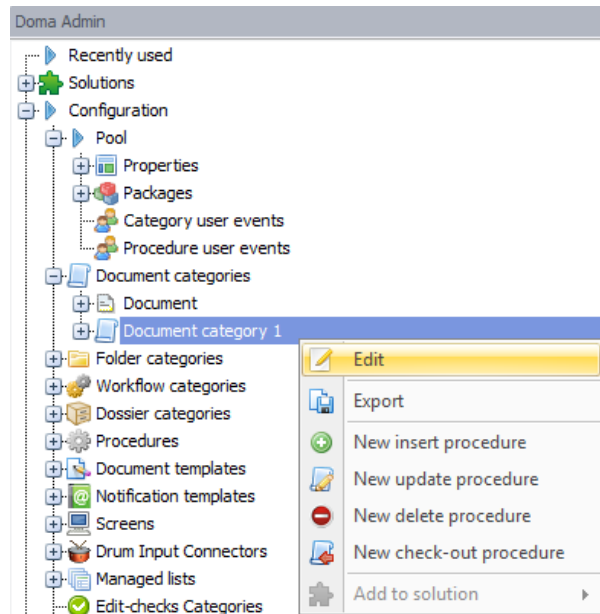 Doma Admin
Recently used
Solutions
Configuration
Pool
Properties
Packages
Category user events
Procedure user events
Document categories
Document
Document category 1
Folder categories
Edit
Workflow categories
Export
Dossier categories
Procedures
New insert procedure
Document templates
New update procedure
Notification templates
New delete procedure
Screens
Drum Input Connectors
New check-out procedure
Managed lists
Add to solution
Edit-checks Categories